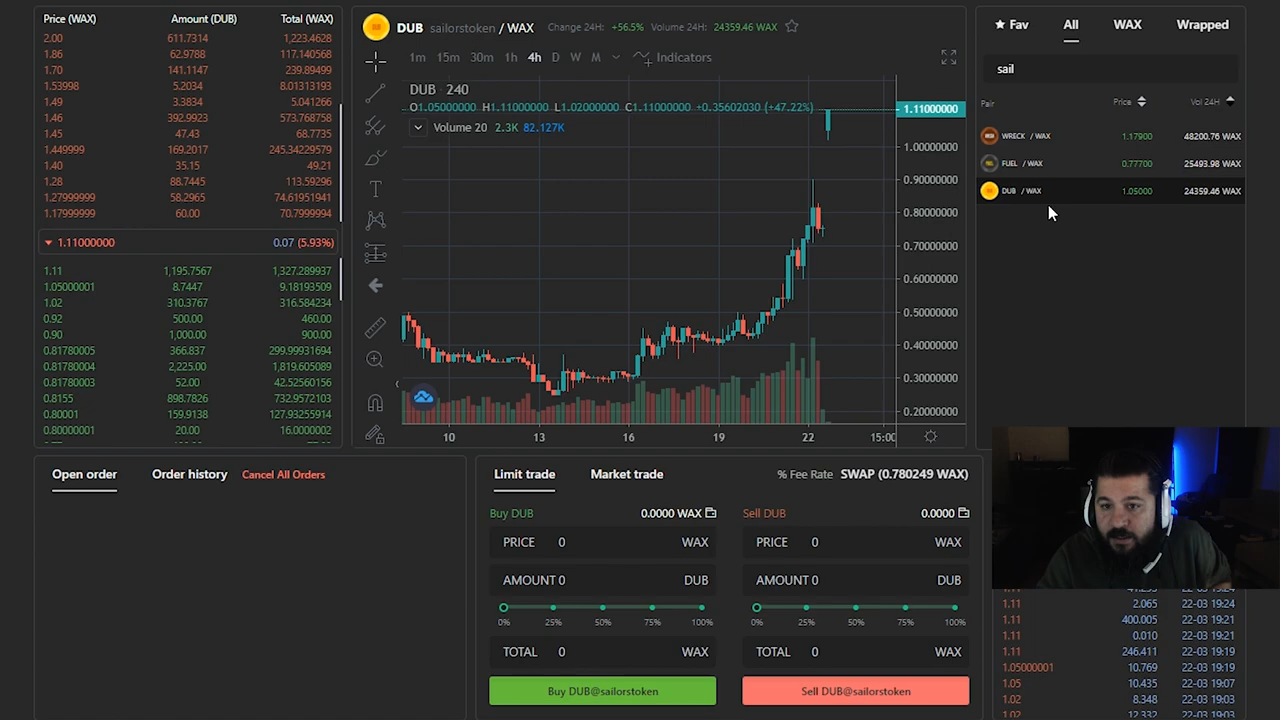 Price (WAX) Amount (DUB) Total (WAX)
2.00 611.7314 1,223.4628
1.86 62.9788 117.140568
1.70 141.1147 239.89499
1.53998 5.2034 8.01313193
1.49 3.3834 5.041266
1.46 392.9923 573.768758
1.45 47.43 68.7735
1.449999 169.2017 245.34229579
1.40 35.15 49.21
1.28 88.7445 113.59296
1.27999999 58.2965 74.61951941
1.17999999 60.00 70.7999994
1.11000000 0.07 (5.93%)
1.11 1,195.7567 1,327.289937
1.05000001 8.7447 9.18193509
1.02 310.3767 316.584234
0.92 500.00 460.00
0.90 1,000.00 900.00
0.81780005 366.837 299.99931694
0.81780004 2,225.00 1,819.605089
0.81780003 52.00 42.52560156
0.8155 898.7826 732.9572103
0.80001 159.9138 127.93255914
0.80000001 20.00 16.0000002
DUB sailorstoken / WAX Change 24H: +56.5% Volume 24H: 24359.46 WAX
1m 15m 30m 1h 4h D W M Indicators
DUB 240
O1.05000000 H1.11000000 L1.02000000 C1.11000000 +0.35602030 (+47.22%)
Volume 20 2.3K 82.127K
1.11000000
1.00000000
0.90000000
0.80000000
0.70000000
0.60000000
0.50000000
0.40000000
0.30000000
0.20000000
10 13 16 19 22 15:00
Fav All WAX Wrapped
sail
Pair Price Vol 24H
WRECK / WAX 1.17900 48200.76 WAX
FUEL / WAX 0.77700 25493.98 WAX
DUB / WAX 1.05000 24359.46 WAX
Open order Order history Cancel All Orders
Limit trade Market trade % Fee Rate SWAP (0.780249 WAX)
Buy DUB 0.0000 WAX
PRICE 0 WAX
AMOUNT 0 DUB
0% 25% 50% 75% 100%
TOTAL 0 WAX
Buy DUB@sailorstoken
Sell DUB 0.0000
PRICE 0 WAX
AMOUNT 0 DUB
0% 25% 50% 75% 100%
TOTAL 0 WAX
Sell DUB@sailorstoken
1.11 2.065 22-03 19:24
1.11 400.005 22-03 19:21
1.11 0.010 22-03 19:21
1.11 246.411 22-03 19:19
1.05000001 10.769 22-03 19:19
1.05 10.435 22-03 19:07
1.02 8.348 22-03 19:03
1.02 12.332 22-03 19:03